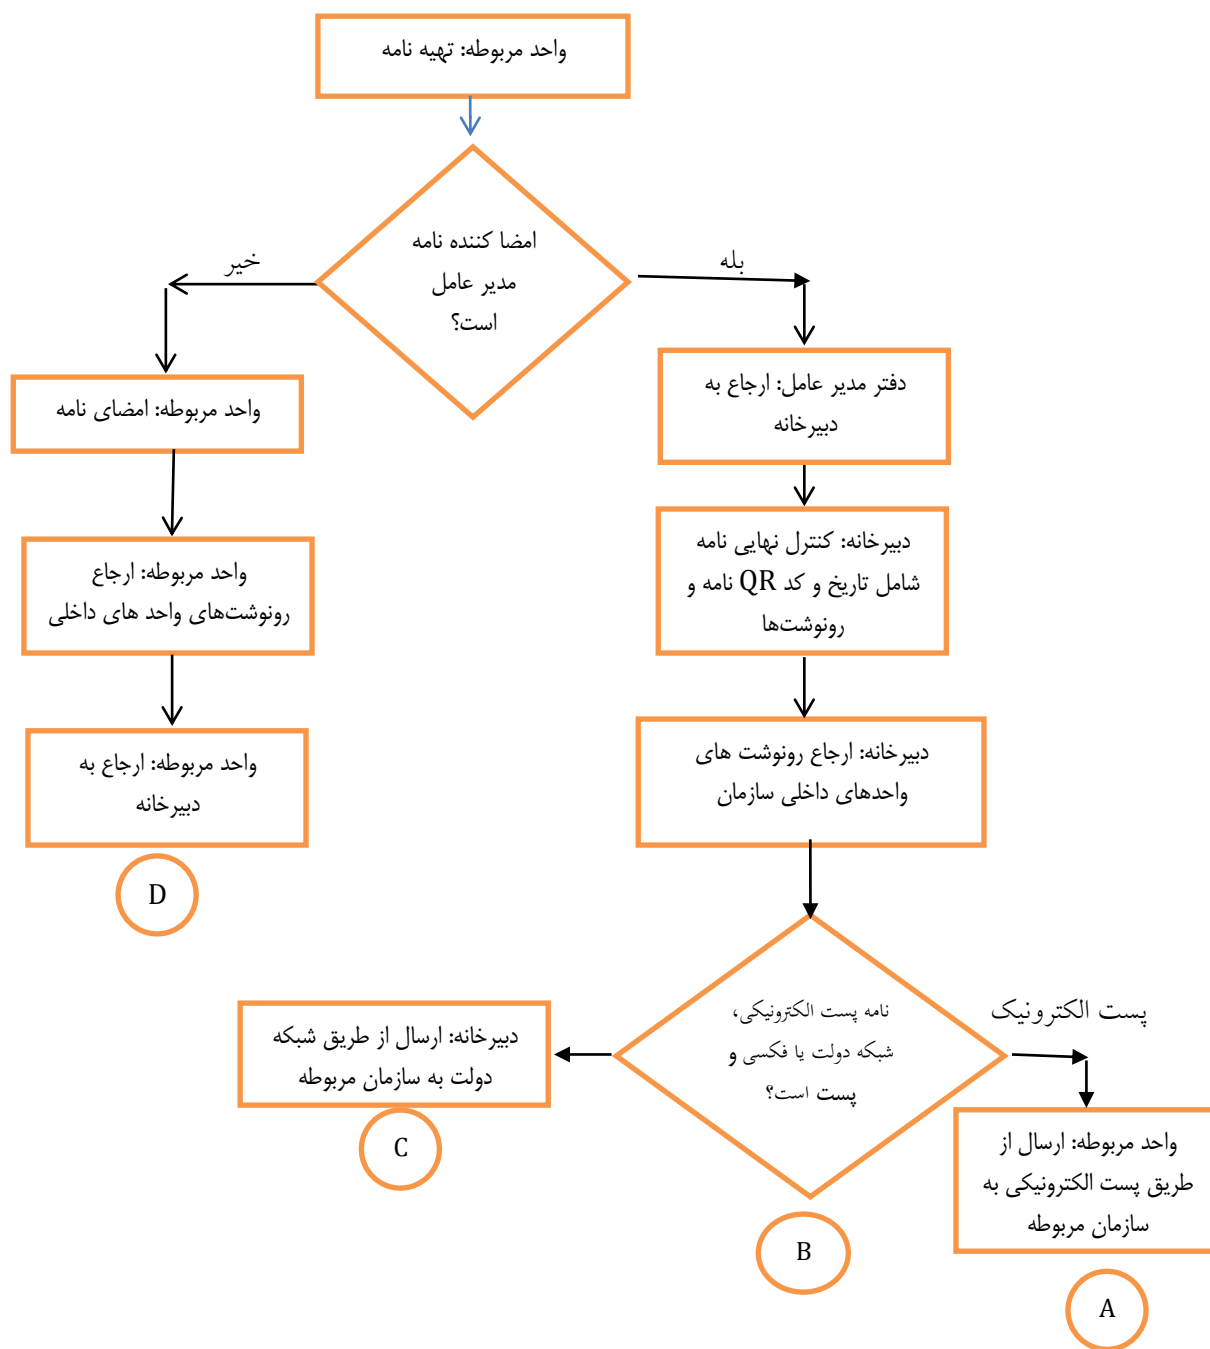 واحد مربوطه: تهیه نامه
امضا کننده نامه
مدیر عامل
است؟
بله
خیر
دفتر مدیر عامل: ارجاع به
دبیرخانه
واحد مربوطه: امضای نامه
دبیرخانه: کنترل نهایی نامه
شامل تاریخ و کد QR نامه و
رونوشت‌ها
واحد مربوطه: ارجاع
رونوشت‌های واحد های داخلی
دبیرخانه: ارجاع رونوشت های
واحدهای داخلی سازمان
واحد مربوطه: ارجاع به
دبیرخانه
D
نامه پست الکترونیکی،
شبکه دولت یا فکسی و
پست است؟
پست الکترونیک
دبیرخانه: ارسال از طریق شبکه
دولت به سازمان مربوطه
C
واحد مربوطه: ارسال از
طریق پست الکترونیکی به
سازمان مربوطه
B
A